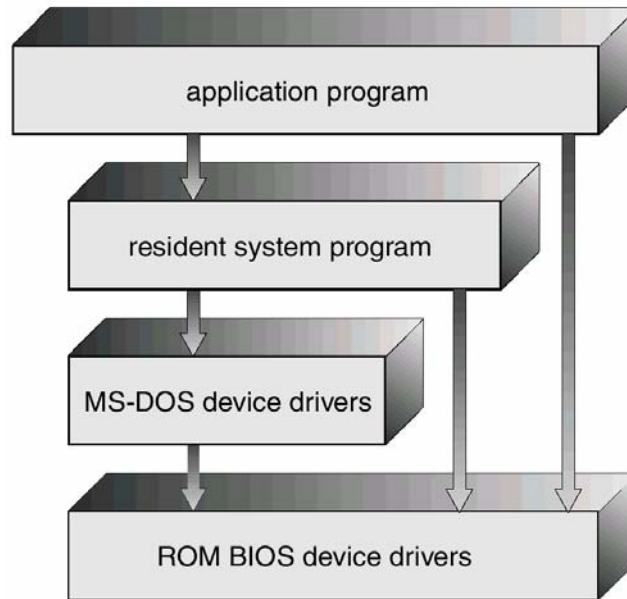 application program
resident system program
MS-DOS device drivers
ROM BIOS device drivers